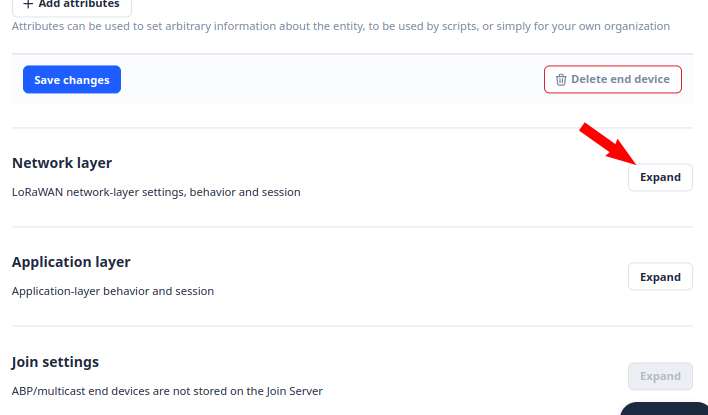 + Add attributes
Attributes can be used to set arbitrary information about the entity, to be used by scripts, or simply for your own organization
Save changes
Delete end device
Network layer
Expand
LoRaWAN network-layer settings, behavior and session
Application layer
Expand
Application-layer behavior and session
Join settings
Expand
ABP/multicast end devices are not stored on the Join Server